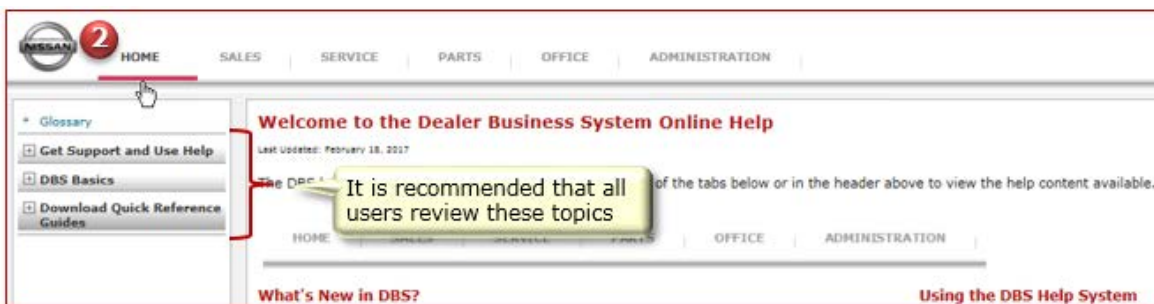 NISSAN
2
HOME SALES SERVICE PARTS OFFICE ADMINISTRATION
Glossary
Get Support and Use Help
DBS Basics
Download Quick Reference
Guides
Welcome to the Dealer Business System Online Help
Last Updated: February 18, 2017
The DBS of the tabs below or in the header above to view the help content available.
It is recommended that all
users review these topics
HOME SALES SERVICE PARTS OFFICE ADMINISTRATION
What's New in DBS?
Using the DBS Help System